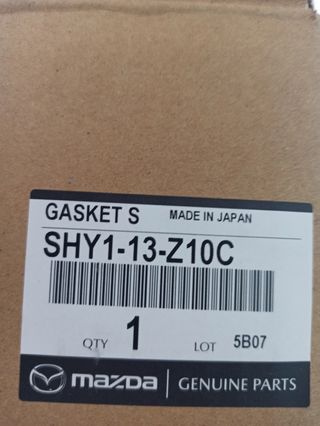 GASKET S MADE IN JAPAN
SHY1-13-Z10C
QTY 1 LOT 5B07
mazda GENUINE PARTS